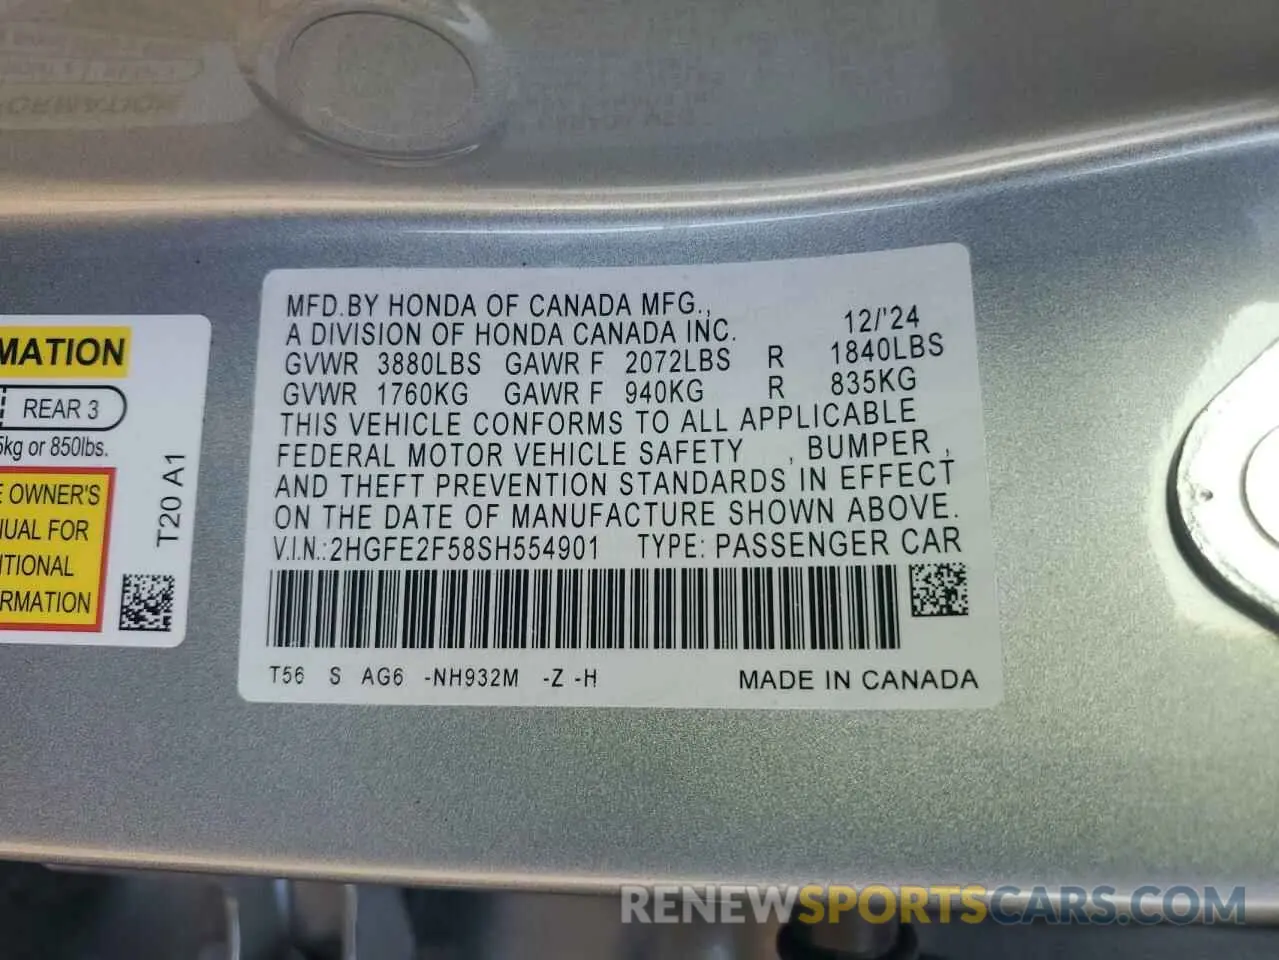 MATION
REAR 3
kg or 850lbs.
OWNER'S
UAL FOR
ITIONAL
RMATION
T20 A1
MFD.BY HONDA OF CANADA MFG.,
A DIVISION OF HONDA CANADA INC. 12/'24
GVWR 3880LBS GAWR F 2072LBS R 1840LBS
GVWR 1760KG GAWR F 940KG R 835KG
THIS VEHICLE CONFORMS TO ALL APPLICABLE
FEDERAL MOTOR VEHICLE SAFETY , BUMPER ,
AND THEFT PREVENTION STANDARDS IN EFFECT
ON THE DATE OF MANUFACTURE SHOWN ABOVE.
V.I.N.:2HGFE2F58SH554901 TYPE: PASSENGER CAR
T56 S AG6 -NH932M -Z -H MADE IN CANADA
RENEWSPORTSCARS.COM